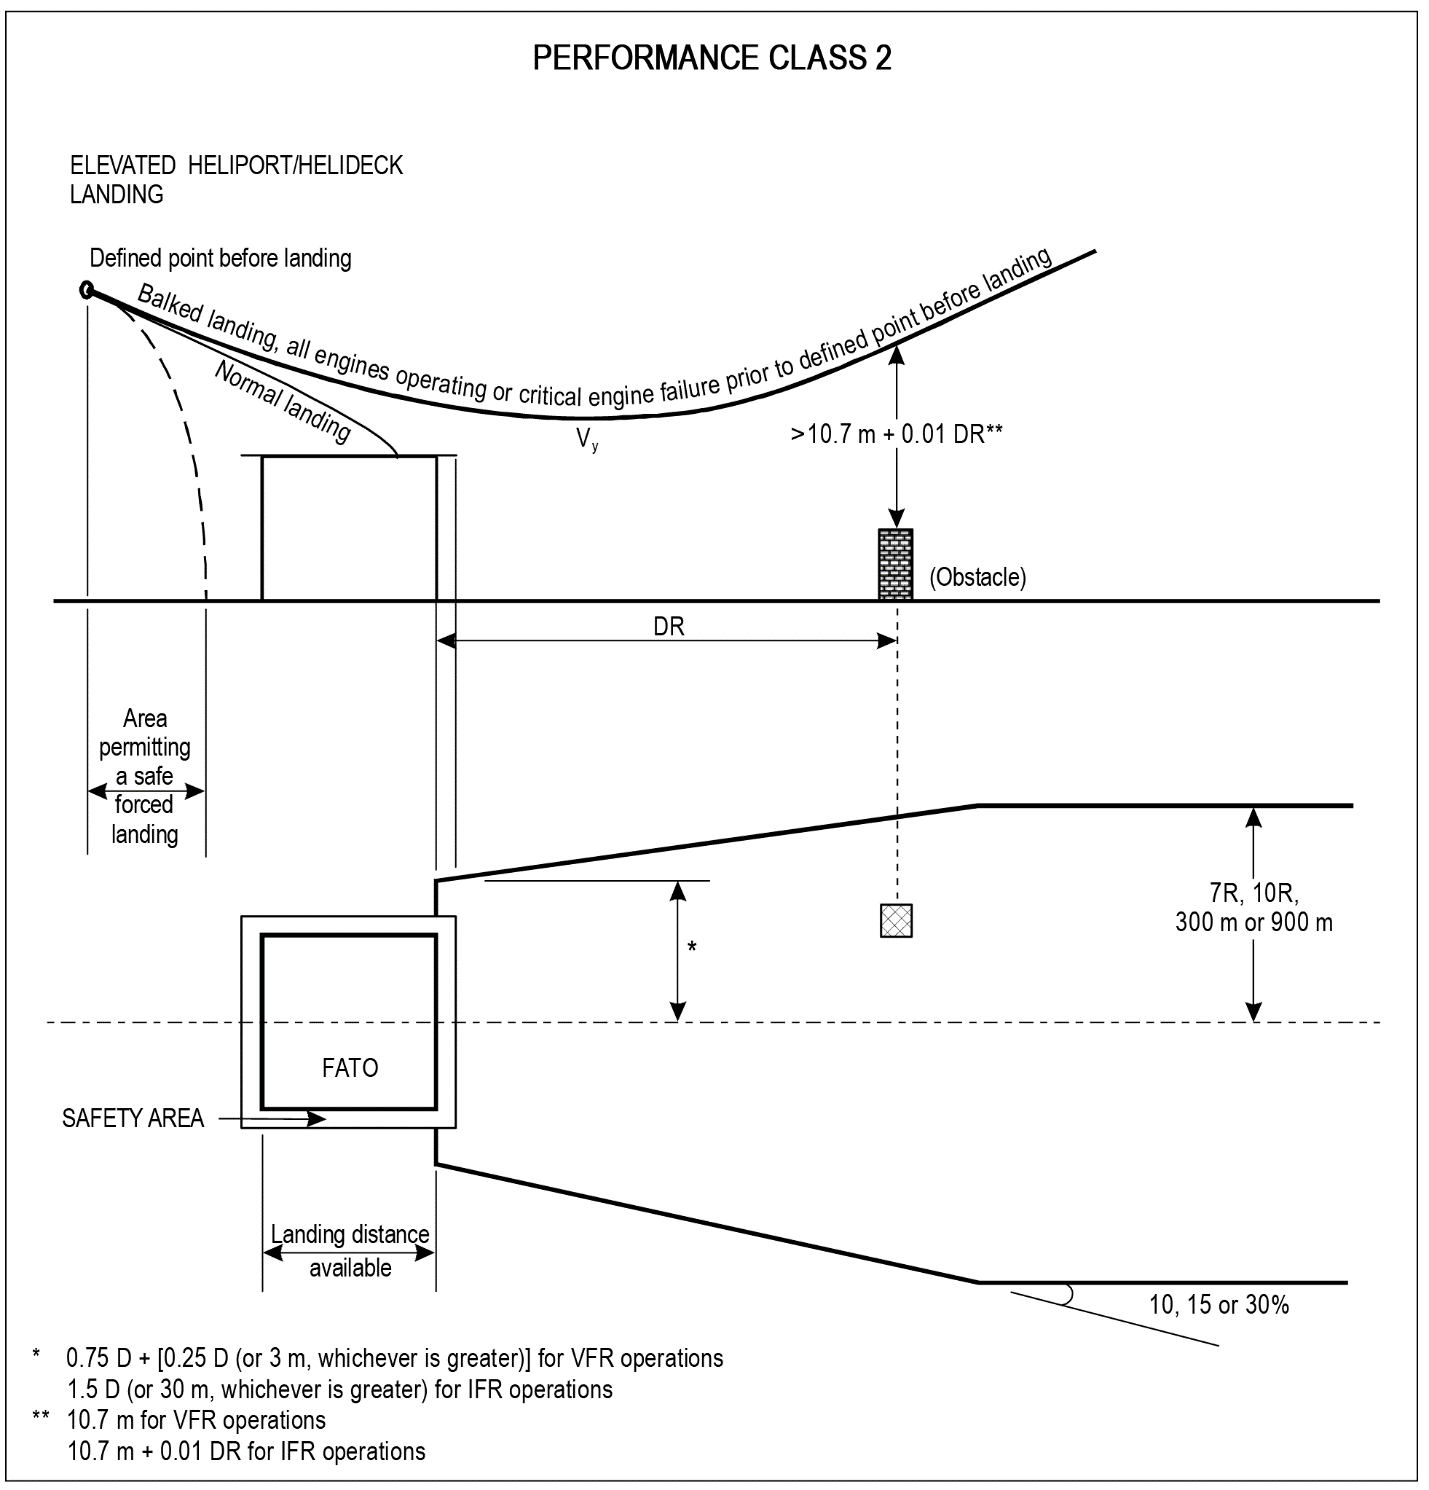 PERFORMANCE CLASS 2
ELEVATED HELIPORT/HELIDECK
LANDING
Defined point before landing
Balked landing, all engines operating or critical engine failure prior to defined point before landing
Normal landing
Vy
>10.7 m + 0.01 DR**
(Obstacle)
DR
Area
permitting
a safe
forced
landing
7R, 10R,
300 m or 900 m
*
FATO
SAFETY AREA
Landing distance
available
10, 15 or 30%
* 0.75 D + [0.25 D (or 3 m, whichever is greater)] for VFR operations
1.5 D (or 30 m, whichever is greater) for IFR operations
** 10.7 m for VFR operations
10.7 m + 0.01 DR for IFR operations